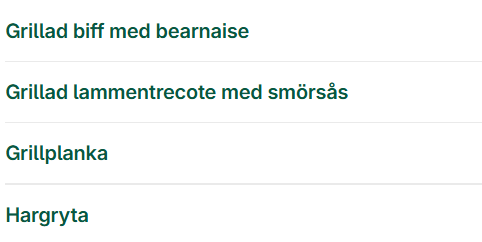 Grillad biff med bearnaise
Grillad lammentrecote med smörsås
Grillplanka
Hargryta